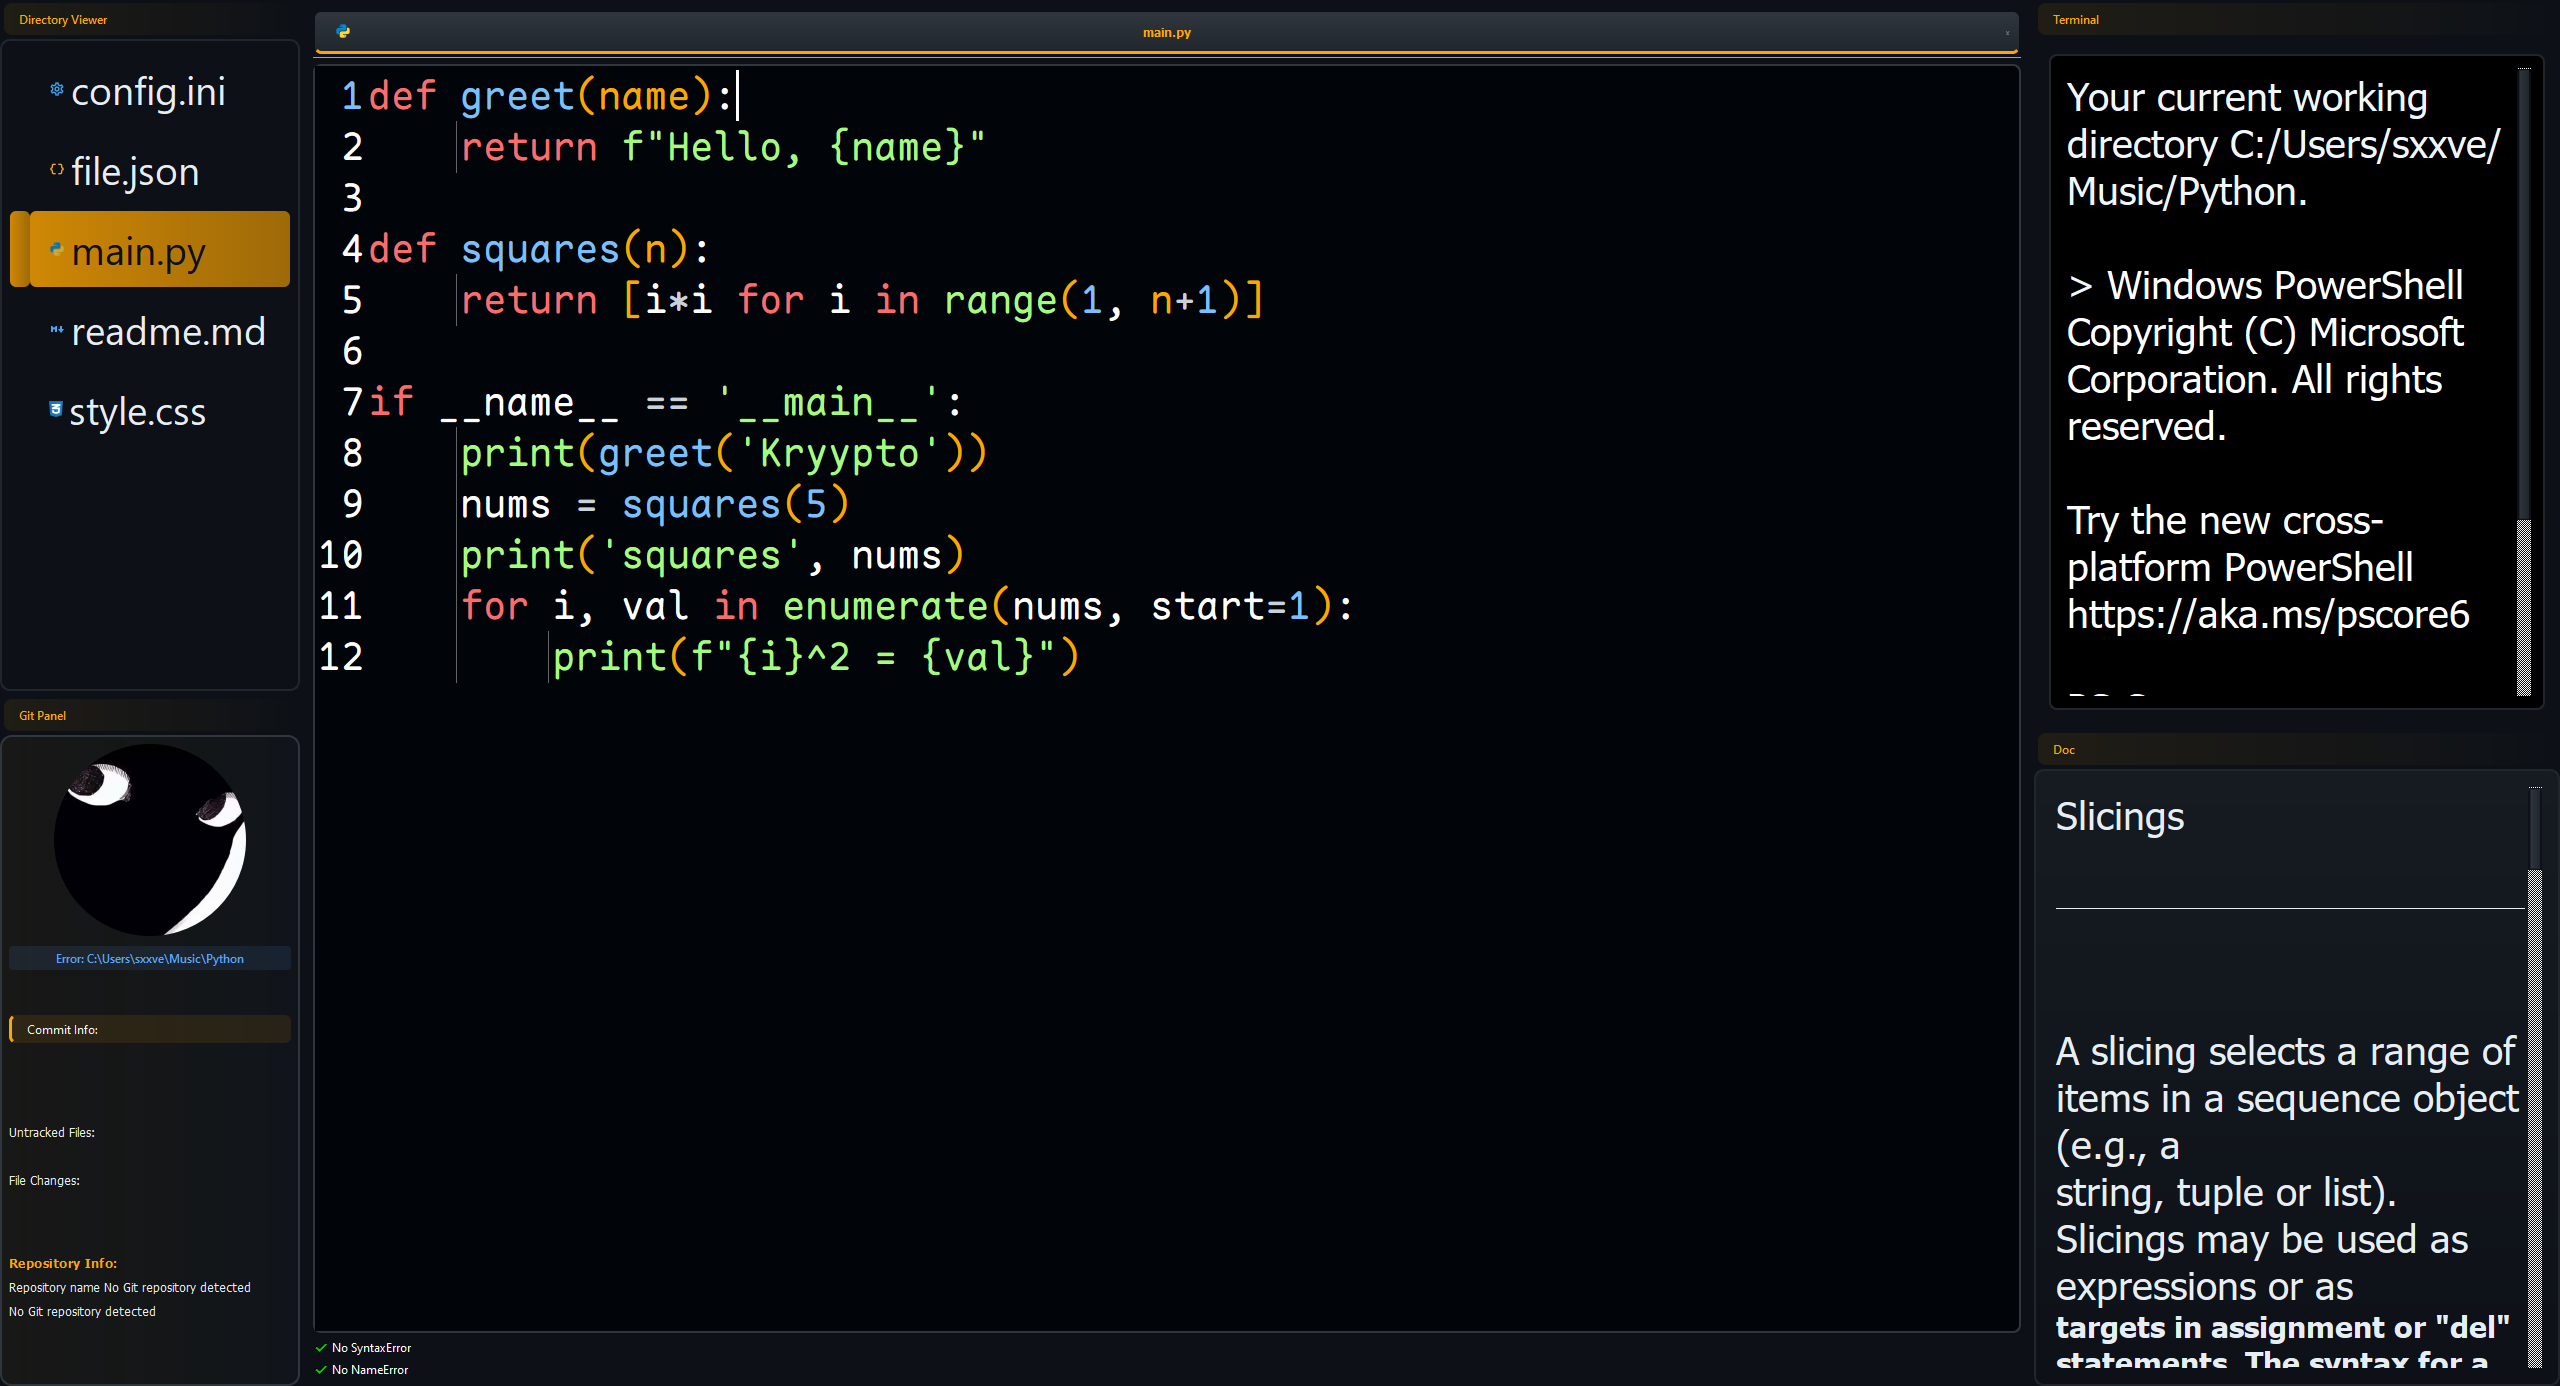 Directory Viewer
config.ini
file.json
main.py
readme.md
style.css
Git Panel
Error: C:\Users\sxxve\Music\Python
Commit Info:
Untracked Files:
File Changes:
Repository Info:
Repository name No Git repository detected
No Git repository detected
main.py
1 def greet(name):
2     return f"Hello, {name}"
3
4 def squares(n):
5     return [i*i for i in range(1, n+1)]
6
7 if __name__ == '__main__':
8     print(greet('Kryypto'))
9     nums = squares(5)
10     print('squares', nums)
11     for i, val in enumerate(nums, start=1):
12         print(f"{i}^2 = {val}")
No SyntaxError
No NameError
Terminal
Your current working
directory C:/Users/sxxve/
Music/Python.
> Windows PowerShell
Copyright (C) Microsoft
Corporation. All rights
reserved.
Try the new cross-
platform PowerShell
https://aka.ms/pscore6
Doc
Slicings
A slicing selects a range of
items in a sequence object
(e.g., a
string, tuple or list).
Slicings may be used as
expressions or as
targets in assignment or "del"
statements. The syntax for a